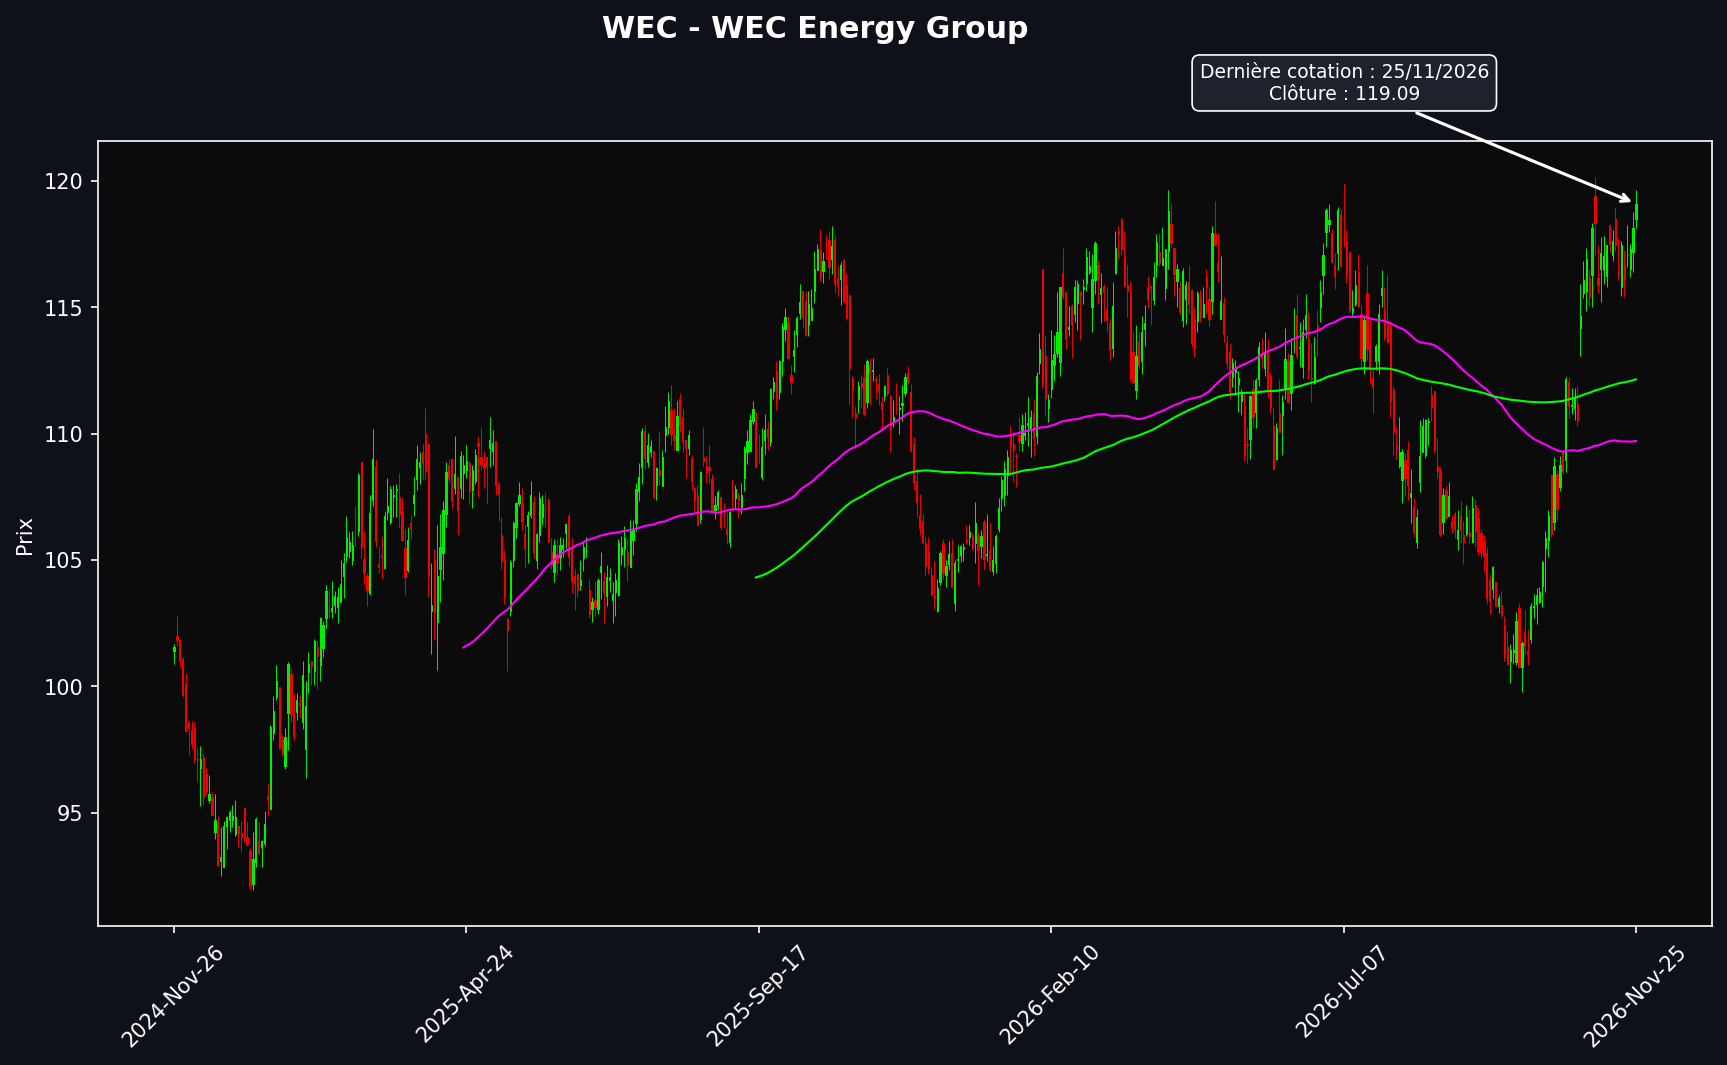 WEC - WEC Energy Group
Dernière cotation : 25/11/2026
Clôture : 119.09
Prix
120
115
110
105
100
95
2024-Nov-26
2025-Apr-24
2025-Sep-17
2026-Feb-10
2026-Jul-07
2026-Nov-25